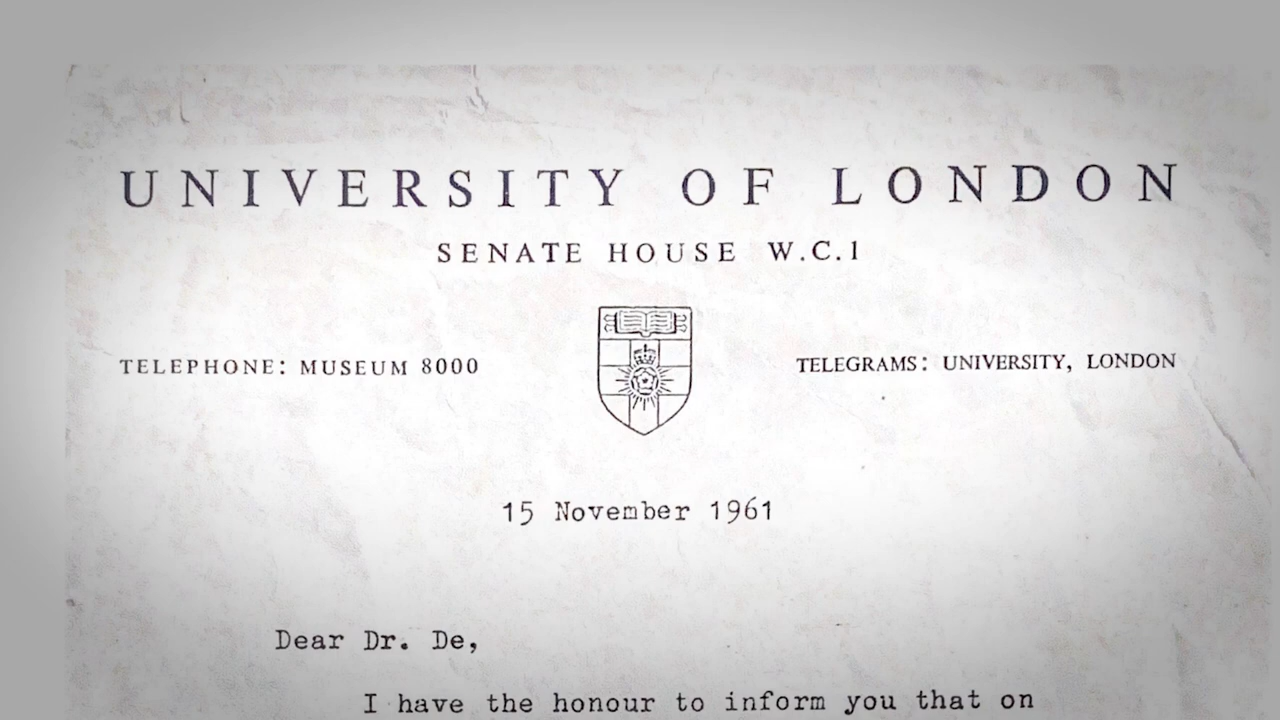 UNIVERSITY OF LONDON
SENATE HOUSE W.C.1
TELEPHONE: MUSEUM 8000 TELEGRAMS: UNIVERSITY, LONDON
15 November 1961
Dear Dr. De,
I have the honour to inform you that on